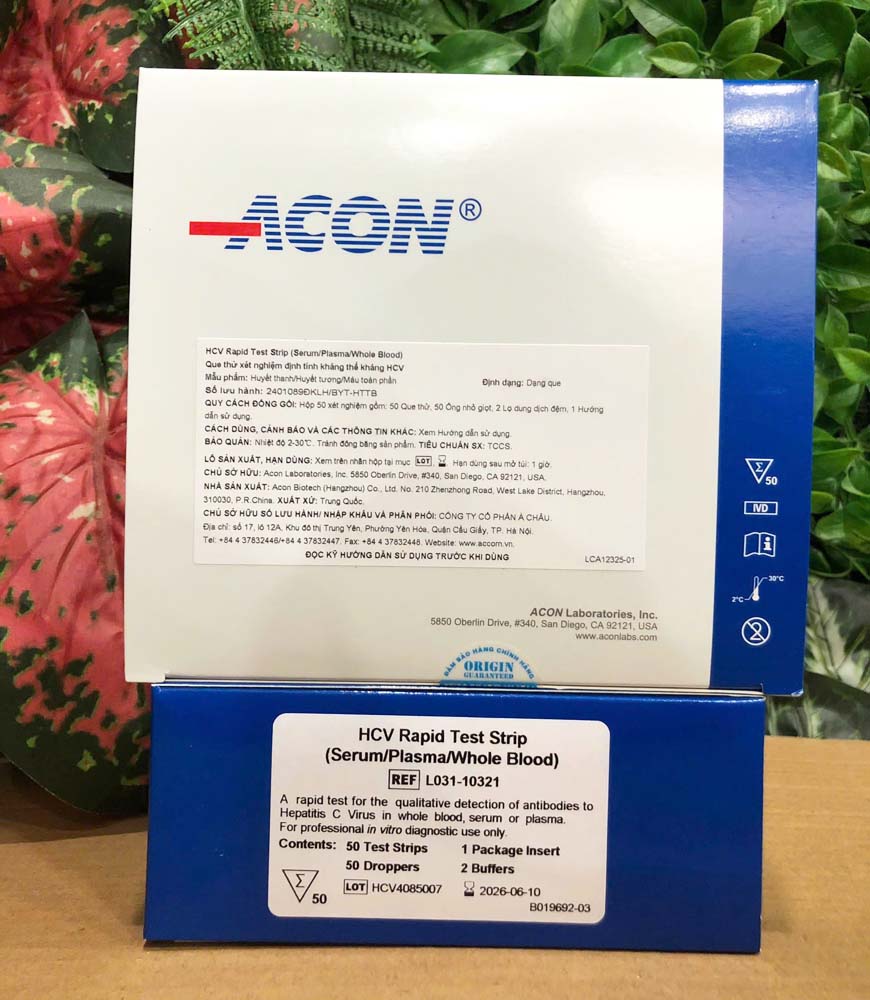 ACON®
HCV Rapid Test Strip (Serum/Plasma/Whole Blood)
Que thử xét nghiệm định tính kháng thể kháng HCV
Mẫu phẩm: Huyết thanh/Huyết tương/Máu toàn phần Định dạng: Dạng que
Số lưu hành: 2401089ĐKLH/BYT-HTTB
QUY CÁCH ĐÓNG GÓI: Hộp 50 xét nghiệm gồm: 50 Que thử, 50 Ống nhỏ giọt, 2 Lọ dung dịch đệm, 1 Hướng
dẫn sử dụng.
CÁCH DÙNG, CẢNH BÁO VÀ CÁC THÔNG TIN KHÁC: Xem Hướng dẫn sử dụng.
BẢO QUẢN: Nhiệt độ 2-30°C. Tránh đông băng sản phẩm. TIÊU CHUẨN SX: TCCS.
LÔ SẢN XUẤT, HẠN DÙNG: Xem trên nhãn hộp tại mục LOT, Hạn dùng sau mở túi: 1 giờ.
CHỦ SỞ HỮU: Acon Laboratories, Inc. 5850 Oberlin Drive, #340, San Diego, CA 92121, USA.
NHÀ SẢN XUẤT: Acon Biotech (Hangzhou) Co., Ltd. No. 210 Zhenzhong Road, West Lake District, Hangzhou,
310030, P.R.China. XUẤT XỨ: Trung Quốc.
CHỦ SỞ HỮU SỐ LƯU HÀNH/ NHẬP KHẨU VÀ PHÂN PHỐI: CÔNG TY CỔ PHẦN Á CHÂU.
Địa chỉ: số 17, lô 12A, Khu đô thị Trung Yên, Phường Yên Hòa, Quận Cầu Giấy, TP. Hà Nội.
Tel: +84 4 37832446/+84 4 37832447. Fax: +84 4 37832448. Website: www.accom.vn.
ĐỌC KỸ HƯỚNG DẪN SỬ DỤNG TRƯỚC KHI DÙNG
LCA12325-01
Σ 50
IVD
i
30°C
2°C
2
ACON Laboratories, Inc.
5850 Oberlin Drive, #340, San Diego, CA 92121, USA
www.aconlabs.com
ĐẢM BẢO HÀNG CHÍNH HÃNG
ORIGIN
GUARANTEED
HCV Rapid Test Strip
(Serum/Plasma/Whole Blood)
REF L031-10321
A rapid test for the qualitative detection of antibodies to
Hepatitis C Virus in whole blood, serum or plasma.
For professional in vitro diagnostic use only.
Contents: 50 Test Strips 1 Package Insert
50 Droppers 2 Buffers
Σ 50 LOT HCV4085007 2026-06-10
B019692-03